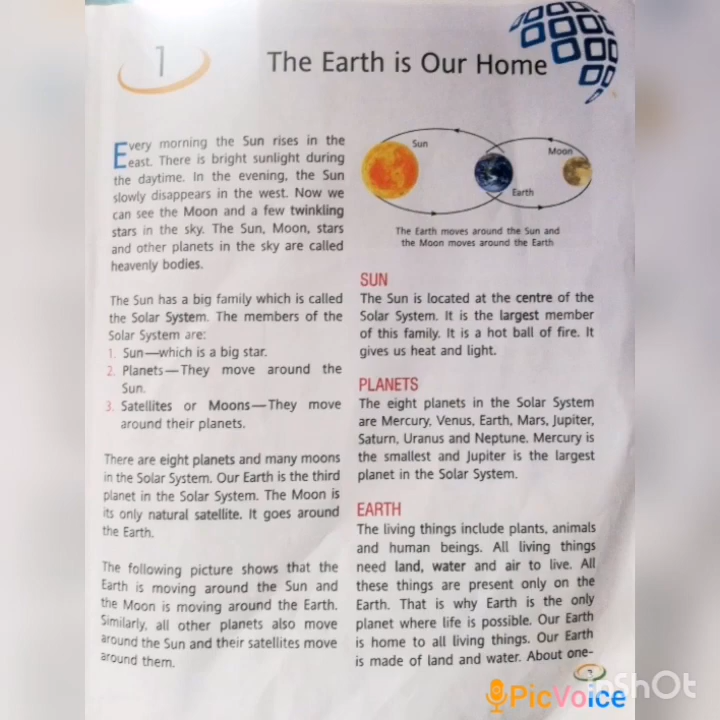 1
The Earth is Our Home
Every morning the Sun rises in the
east. There is bright sunlight during
the daytime. In the evening, the Sun
slowly disappears in the west. Now we
can see the Moon and a few twinkling
stars in the sky. The Sun, Moon, stars
and other planets in the sky are called
heavenly bodies.
The Sun has a big family which is called
the Solar System. The members of the
Solar System are:
1. Sun—which is a big star.
2. Planets—They move around the
Sun.
3. Satellites or Moons—They move
around their planets.
There are eight planets and many moons
in the Solar System. Our Earth is the third
planet in the Solar System. The Moon is
its only natural satellite. It goes around
the Earth.
The following picture shows that the
Earth is moving around the Sun and
the Moon is moving around the Earth.
Similarly, all other planets also move
around the Sun and their satellites move
around them.
Sun
Moon
Earth
The Earth moves around the Sun and
the Moon moves around the Earth
SUN
The Sun is located at the centre of the
Solar System. It is the largest member
of this family. It is a hot ball of fire. It
gives us heat and light.
PLANETS
The eight planets in the Solar System
are Mercury, Venus, Earth, Mars, Jupiter,
Saturn, Uranus and Neptune. Mercury is
the smallest and Jupiter is the largest
planet in the Solar System.
EARTH
The living things include plants, animals
and human beings. All living things
need land, water and air to live. All
these things are present only on the
Earth. That is why Earth is the only
planet where life is possible. Our Earth
is home to all living things. Our Earth
is made of land and water. About one-
PicVoice
InShOt